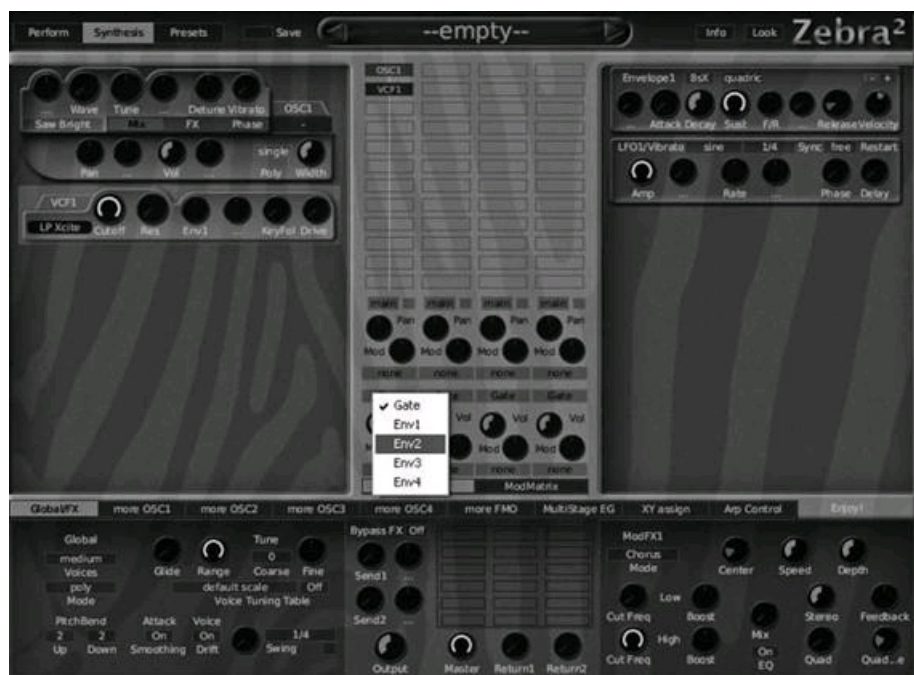 Perform Synthesis Presets Save --empty-- Info Look Zebra2
Wave Tune ... Detune Vibrato OSC1
Saw Bright Mix FX Phase -
single
Pan ... Vol ... Poly Width
VCF1
LP Xcite Cutoff Res Env1 ... KeyFol Drive
OSC1
VCF1
main main main main
Pan Pan Pan Pan
Mod Mod Mod Mod
none none none none
Gate Gate
Vol Vol Vol
Mod Mod
none none
ModMatrix
✓ Gate
Env1
Env2
Env3
Env4
Envelope1 8sX quadric - +
... Attack Decay Sust F/R ... Release Velocity
LFO1/Vibrato sine 1/4 Sync free Restart
Amp ... Rate ... Phase Delay
Global/FX more OSC1 more OSC2 more OSC3 more OSC4 more FMO MultiStage EG XY assign Arp Control Enjoy!
Global
medium
Voices
poly
Mode
Glide Range
Tune
0
Coarse Fine
default scale Off
Voice Tuning Table
PitchBend Attack Voice
2 2 On On 1/4
Up Down Smoothing Drift Swing
Bypass FX Off
Send1 ...
Send2 ...
Output Master Return1 Return2
ModFX1
Chorus
Mode
Center Speed Depth
Low
Cut Freq Boost Stereo Feedback
High Mix
On
Cut Freq Boost EQ Quad Quad...e